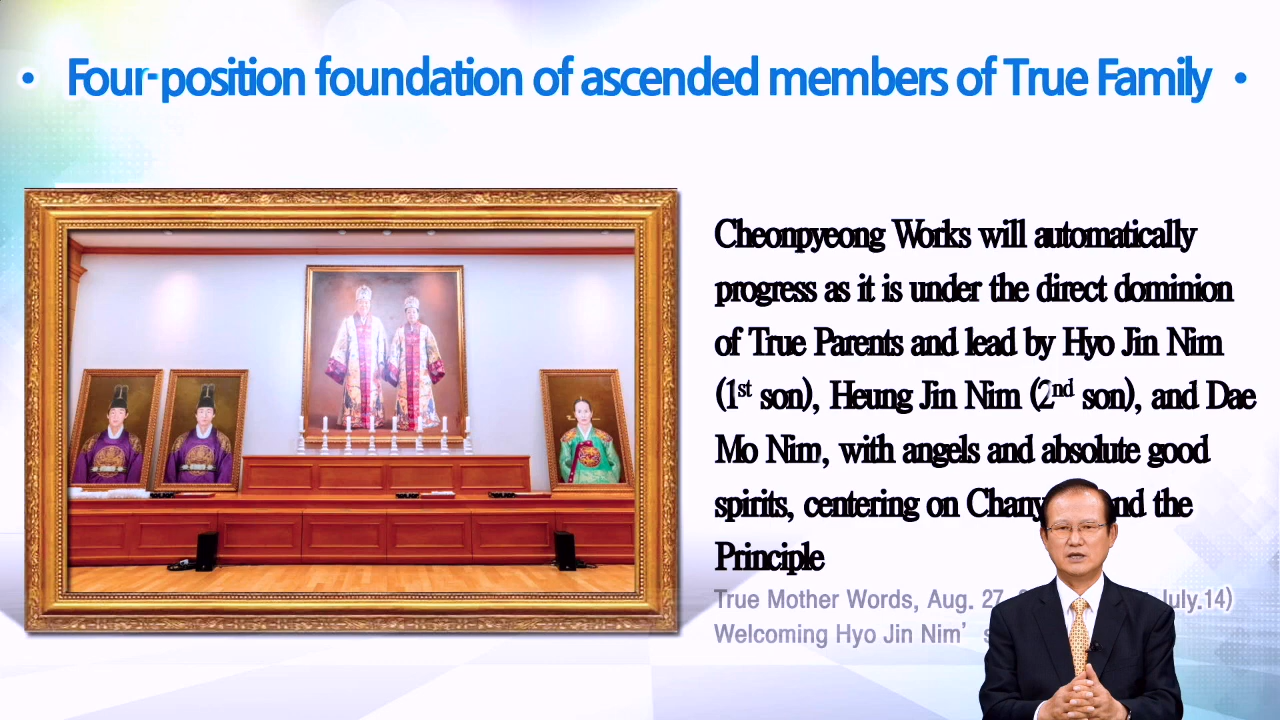 • Four-position foundation of ascended members of True Family •
Cheonpyeong Works will automatically
progress as it is under the direct dominion
of True Parents and lead by Hyo Jin Nim
(1st son), Heung Jin Nim (2nd son), and Dae
Mo Nim, with angels and absolute good
spirits, centering on and the
Principle
True Mother Words, Aug. 27, July.14)
Welcoming Hyo Jin Nim’